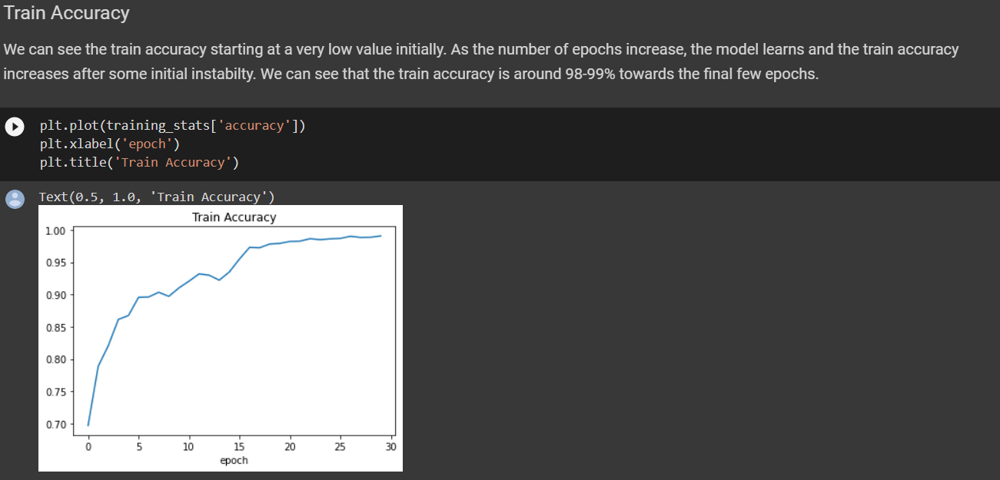 Train Accuracy
We can see the train accuracy starting at a very low value initially. As the number of epochs increase, the model learns and the train accuracy
increases after some initial instabilty. We can see that the train accuracy is around 98-99% towards the final few epochs.
plt.plot(training_stats['accuracy'])
plt.xlabel('epoch')
plt.title('Train Accuracy')
Text(0.5, 1.0, 'Train Accuracy')
Train Accuracy
1.00
0.95
0.90
0.85
0.80
0.75
0.70
0 5 10 15 20 25 30
epoch